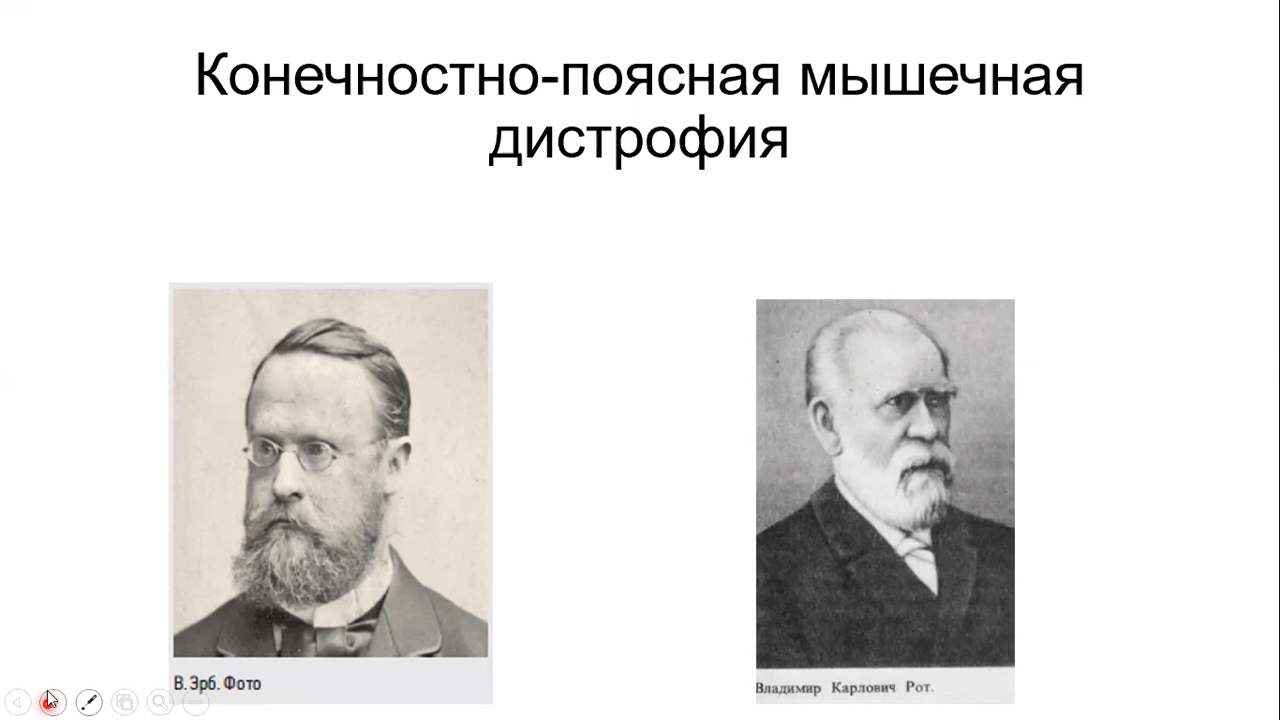 Конечностно-поясная мышечная
дистрофия
В. Эрб. Фото
Владимир Карлович Рот.